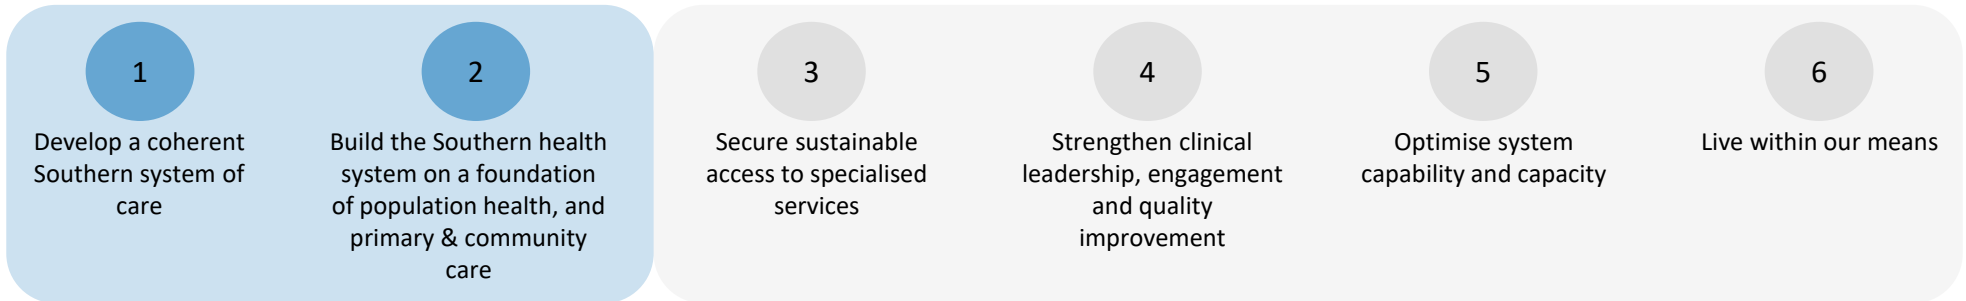 1
Develop a coherent
Southern system of
care
2
Build the Southern health
system on a foundation
of population health, and
primary & community
care
3
Secure sustainable
access to specialised
services
4
Strengthen clinical
leadership, engagement
and quality
improvement
5
Optimise system
capability and capacity
6
Live within our means